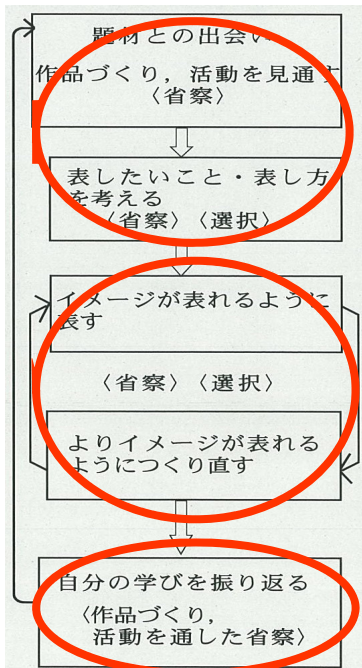 題材との出会い
作品づくり，活動を見通す
〈省察〉
表したいこと・表し方
を考える
〈省察〉〈選択〉
イメージが表れるように
表す
〈省察〉〈選択〉
よりイメージが表れる
ようにつくり直す
自分の学びを振り返る
〈作品づくり，
活動を通した省察〉